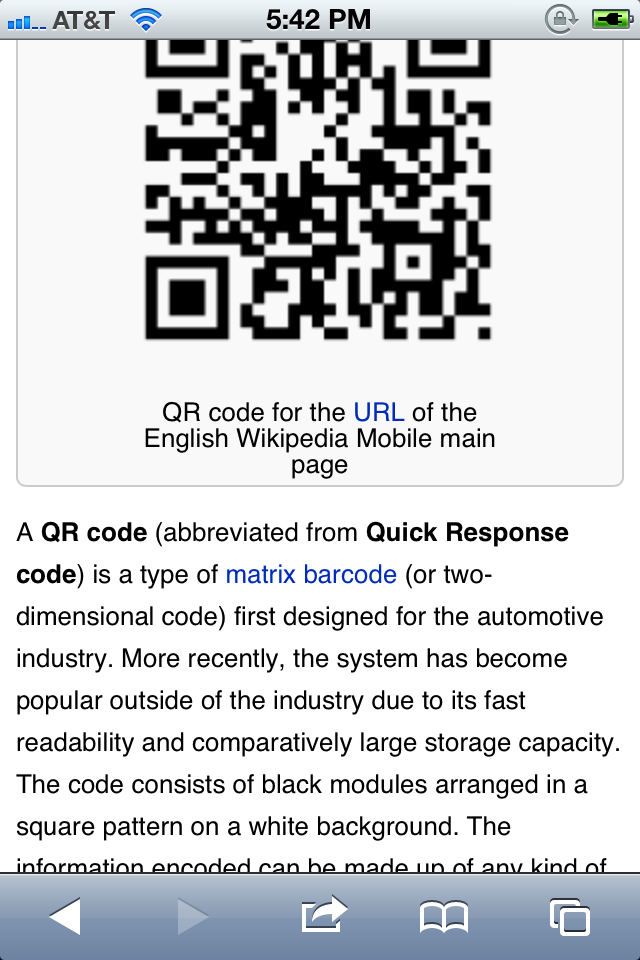 AT&T 5:42 PM
QR code for the URL of the
English Wikipedia Mobile main
page
A QR code (abbreviated from Quick Response
code) is a type of matrix barcode (or two-
dimensional code) first designed for the automotive
industry. More recently, the system has become
popular outside of the industry due to its fast
readability and comparatively large storage capacity.
The code consists of black modules arranged in a
square pattern on a white background. The
information encoded can be made up of any kind of